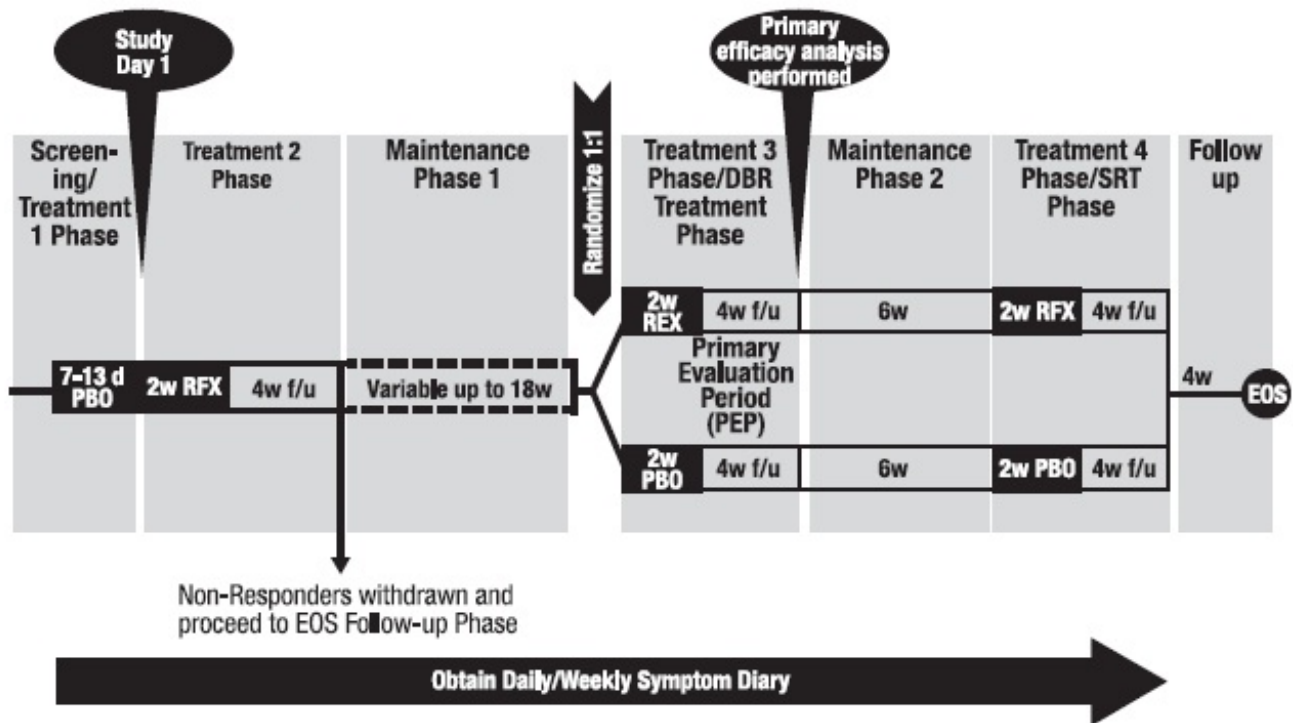 Study
Day 1
Primary
efficacy analysis
performed
Screen-
ing/
Treatment
1 Phase
Treatment 2
Phase
Maintenance
Phase 1
Randomize 1:1
Treatment 3
Phase/DBR
Treatment
Phase
Maintenance
Phase 2
Treatment 4
Phase/SRT
Phase
Follow
up
7-13 d
PBO
2w RFX
4w f/u
Variable up to 18w
2w
REX
4w f/u
6w
2w RFX
4w f/u
Primary
Evaluation
Period
(PEP)
2w
PBO
4w f/u
6w
2w PBO
4w f/u
4w
EOS
Non-Responders withdrawn and
proceed to EOS Follow-up Phase
Obtain Daily/Weekly Symptom Diary